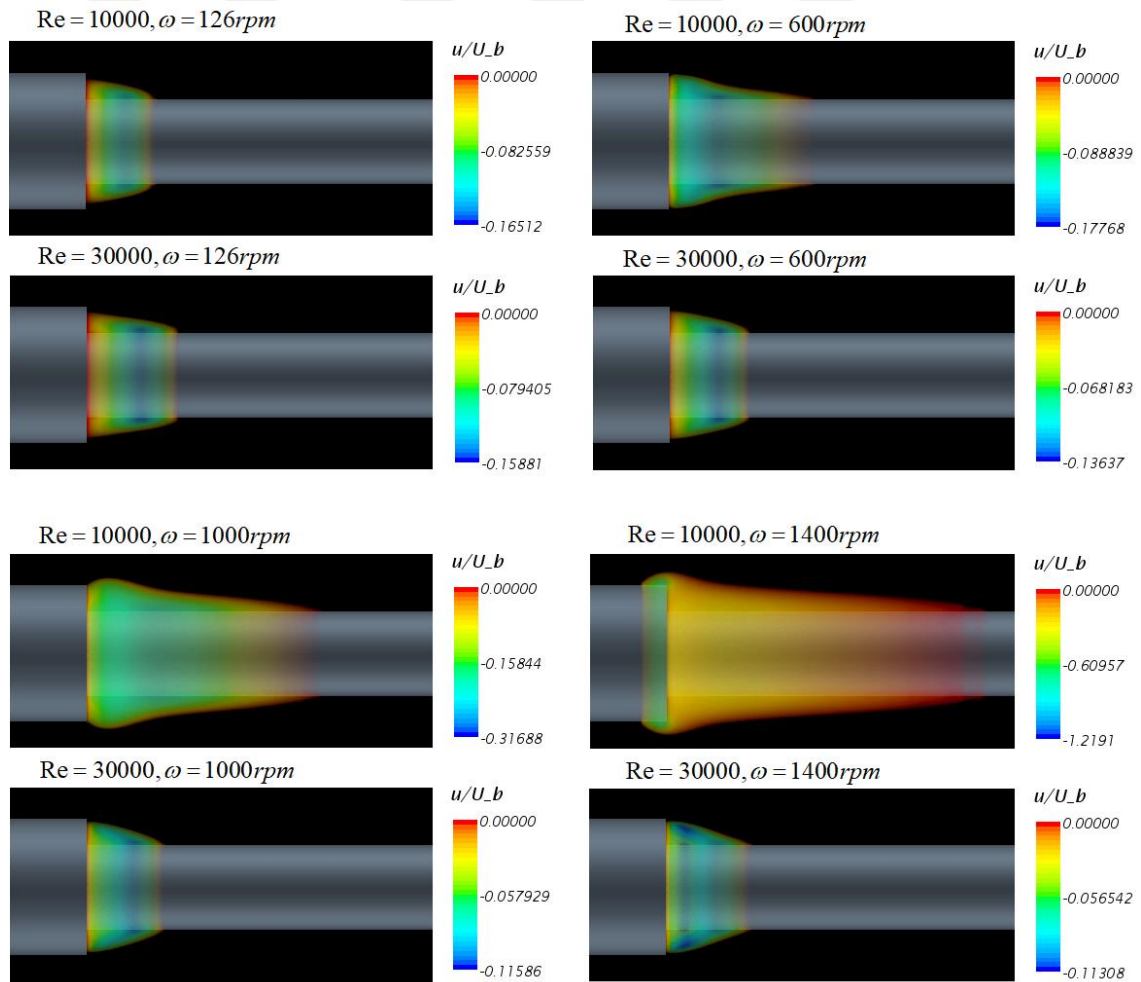 Re = 10000, ω = 126rpm
u/U_b
0.00000
-0.082559
-0.16512
Re = 10000, ω = 600rpm
u/U_b
0.00000
-0.088839
-0.17768
Re = 30000, ω = 126rpm
u/U_b
0.00000
-0.079405
-0.15881
Re = 30000, ω = 600rpm
u/U_b
0.00000
-0.068183
-0.13637
Re = 10000, ω = 1000rpm
u/U_b
0.00000
-0.15844
-0.31688
Re = 10000, ω = 1400rpm
u/U_b
0.00000
-0.60957
-1.2191
Re = 30000, ω = 1000rpm
u/U_b
0.00000
-0.057929
-0.11586
Re = 30000, ω = 1400rpm
u/U_b
0.00000
-0.056542
-0.11308